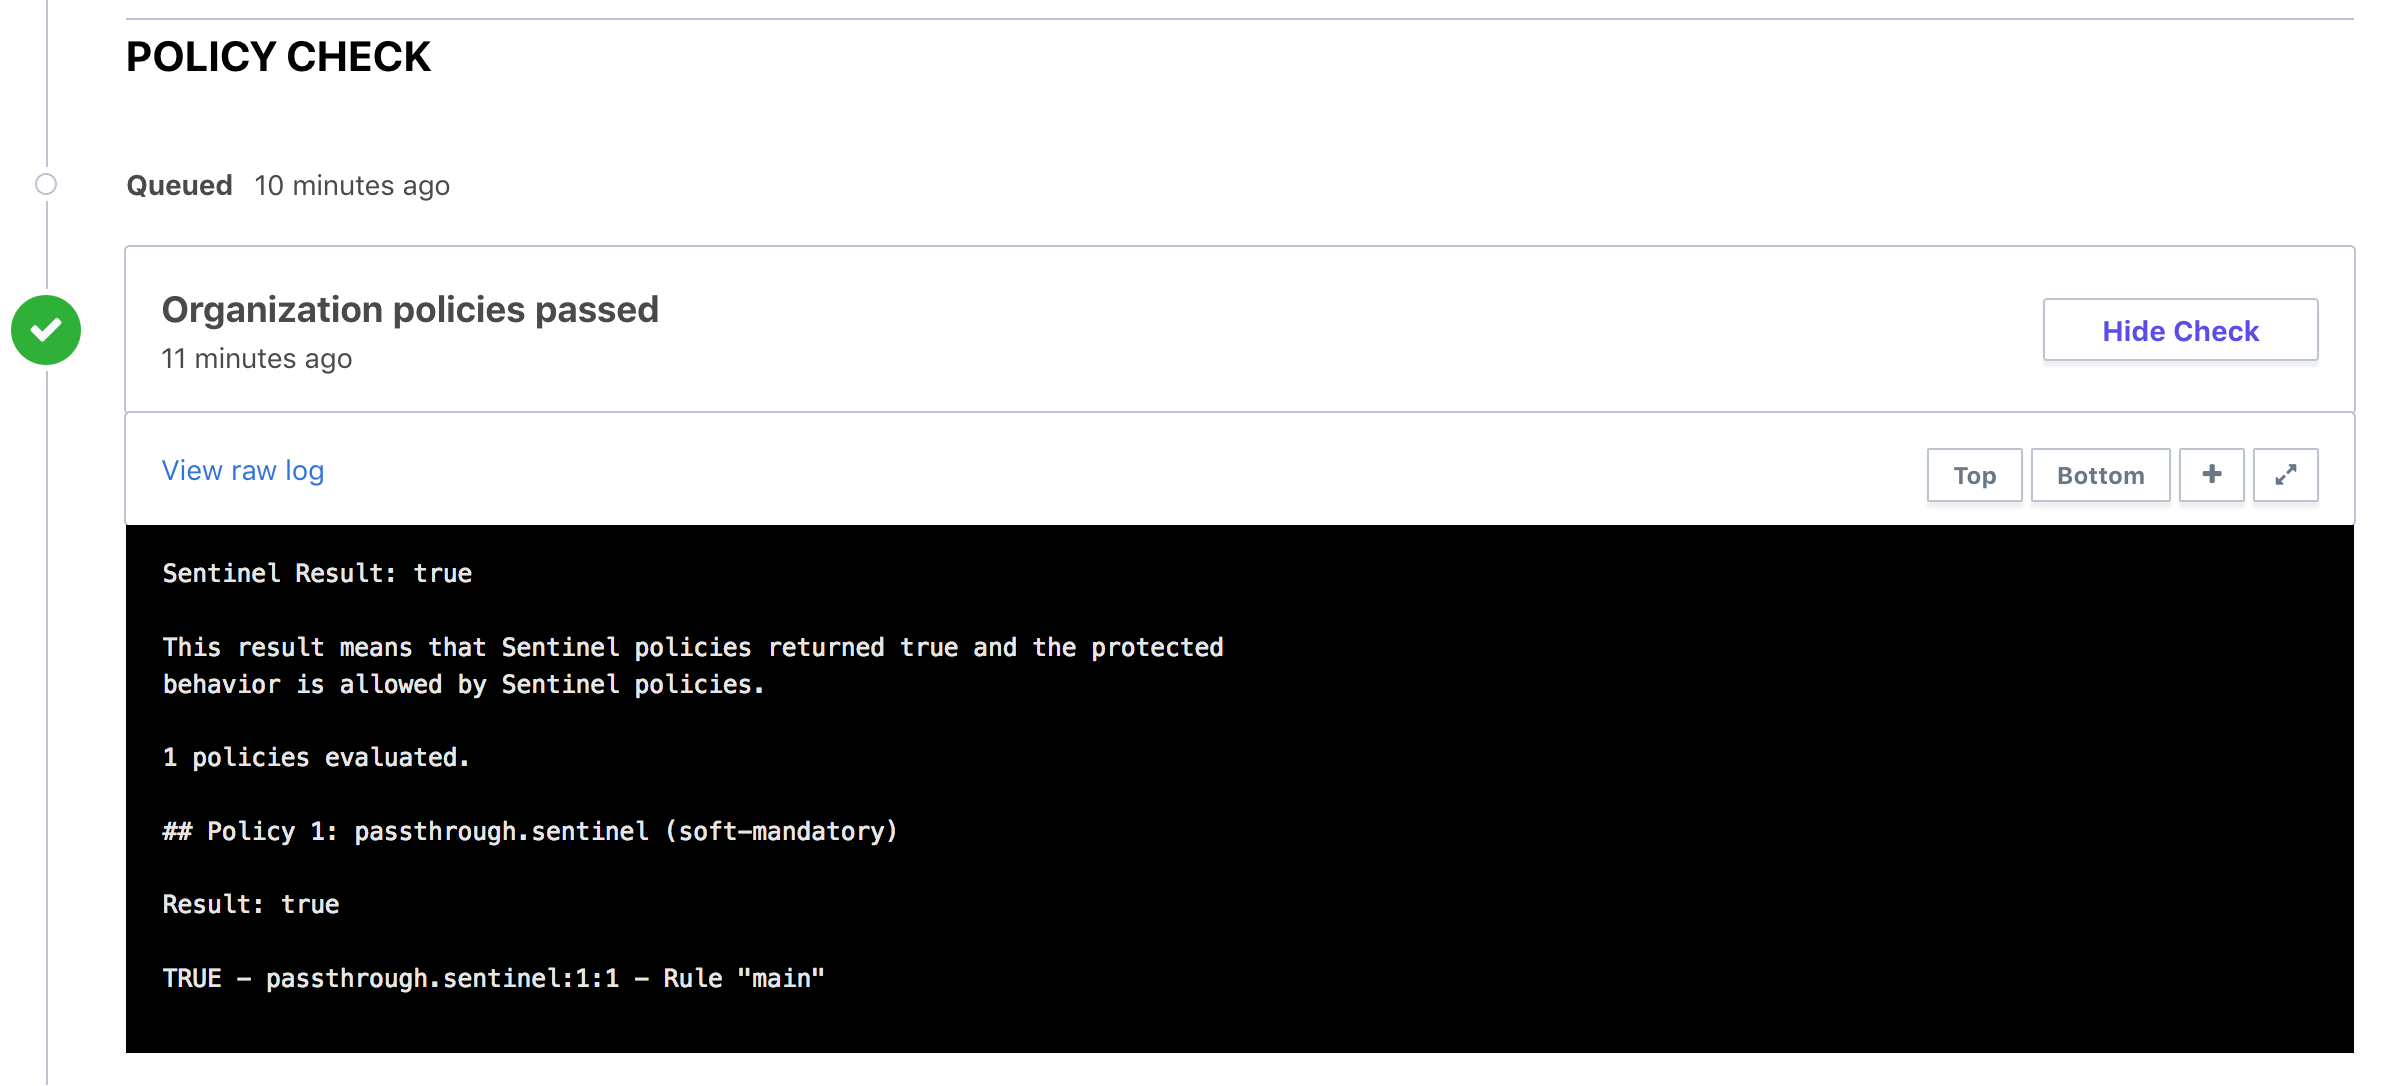 POLICY CHECK
Queued 10 minutes ago
Organization policies passed
11 minutes ago
Hide Check
View raw log
Top Bottom +
Sentinel Result: true
This result means that Sentinel policies returned true and the protected
behavior is allowed by Sentinel policies.
1 policies evaluated.
## Policy 1: passthrough.sentinel (soft-mandatory)
Result: true
TRUE - passthrough.sentinel:1:1 - Rule "main"